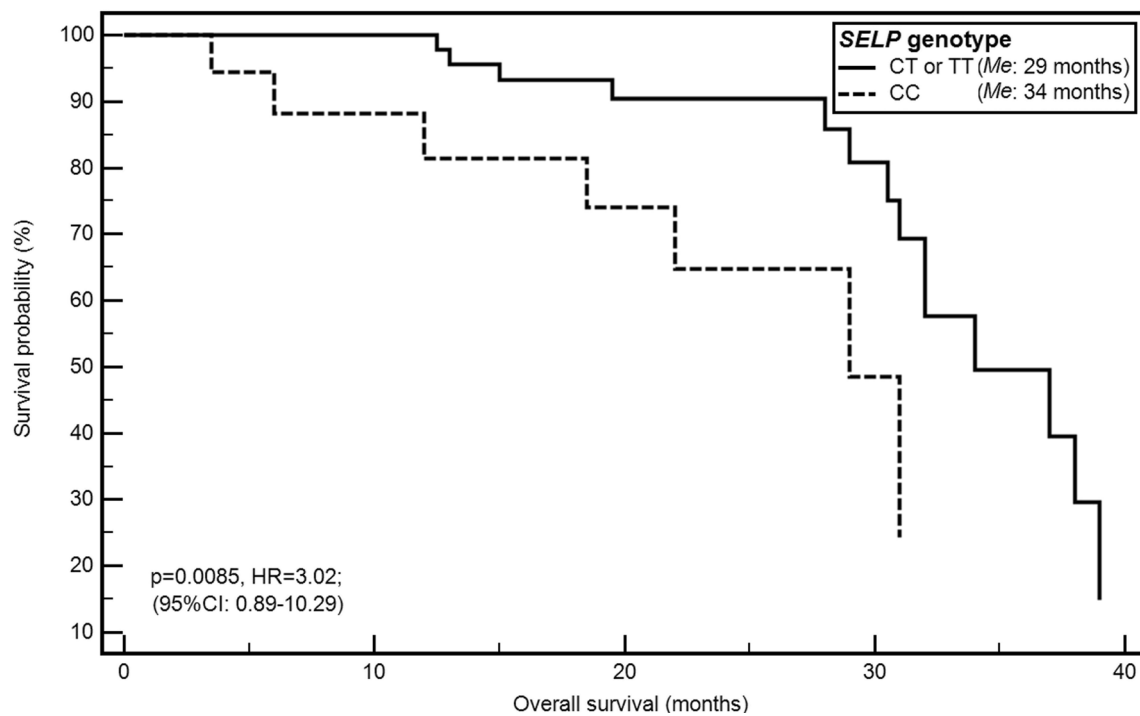 SELP genotype
CT or TT (Me: 29 months)
CC (Me: 34 months)
100
90
80
70
60
50
40
30
20
10
Survival probability (%)
p=0.0085, HR=3.02;
(95%CI: 0.89-10.29)
0 10 20 30 40
Overall survival (months)